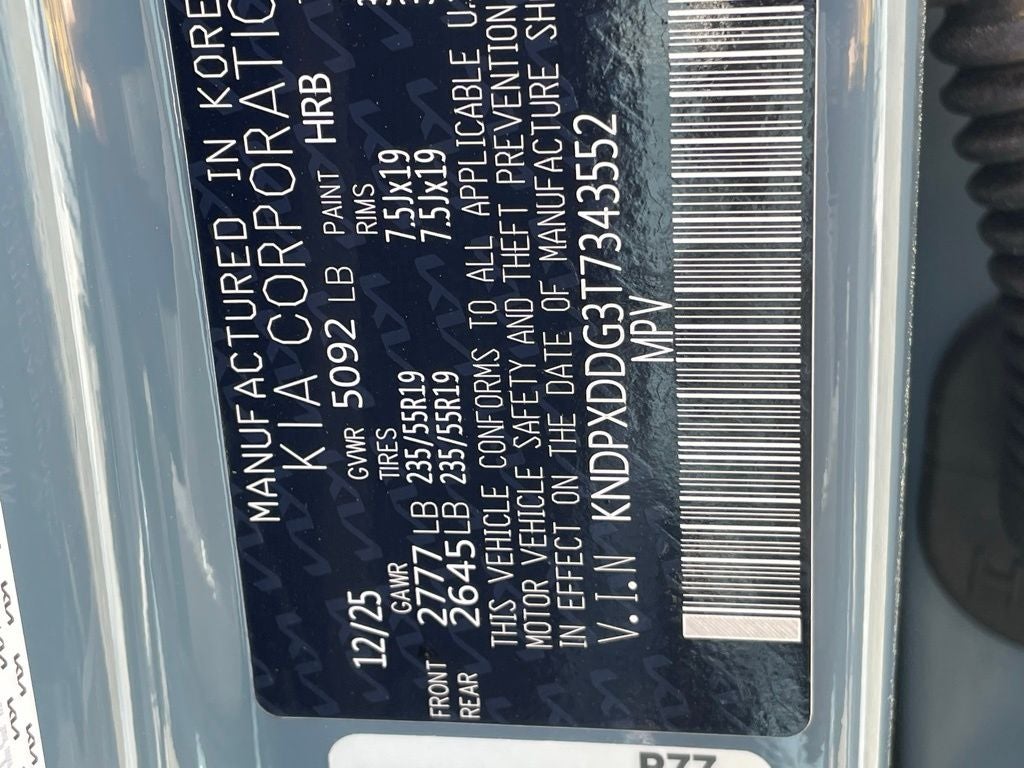 MANUFACTURED IN KORE
KIA CORPORATIO
12/25 GVWR 5092 LB PAINT HRB
GAWR TIRES RIMS
FRONT 2777 LB 235/55R19 7.5Jx19
REAR 2645LB 235/55R19 7.5Jx19
THIS VEHICLE CONFORMS TO ALL APPLICABLE U.
MOTOR VEHICLE SAFETY AND THEFT PREVENTION
IN EFFECT ON THE DATE OF MANUFACTURE SH
V.I.N KNDPXDDG3T7343552
MPV